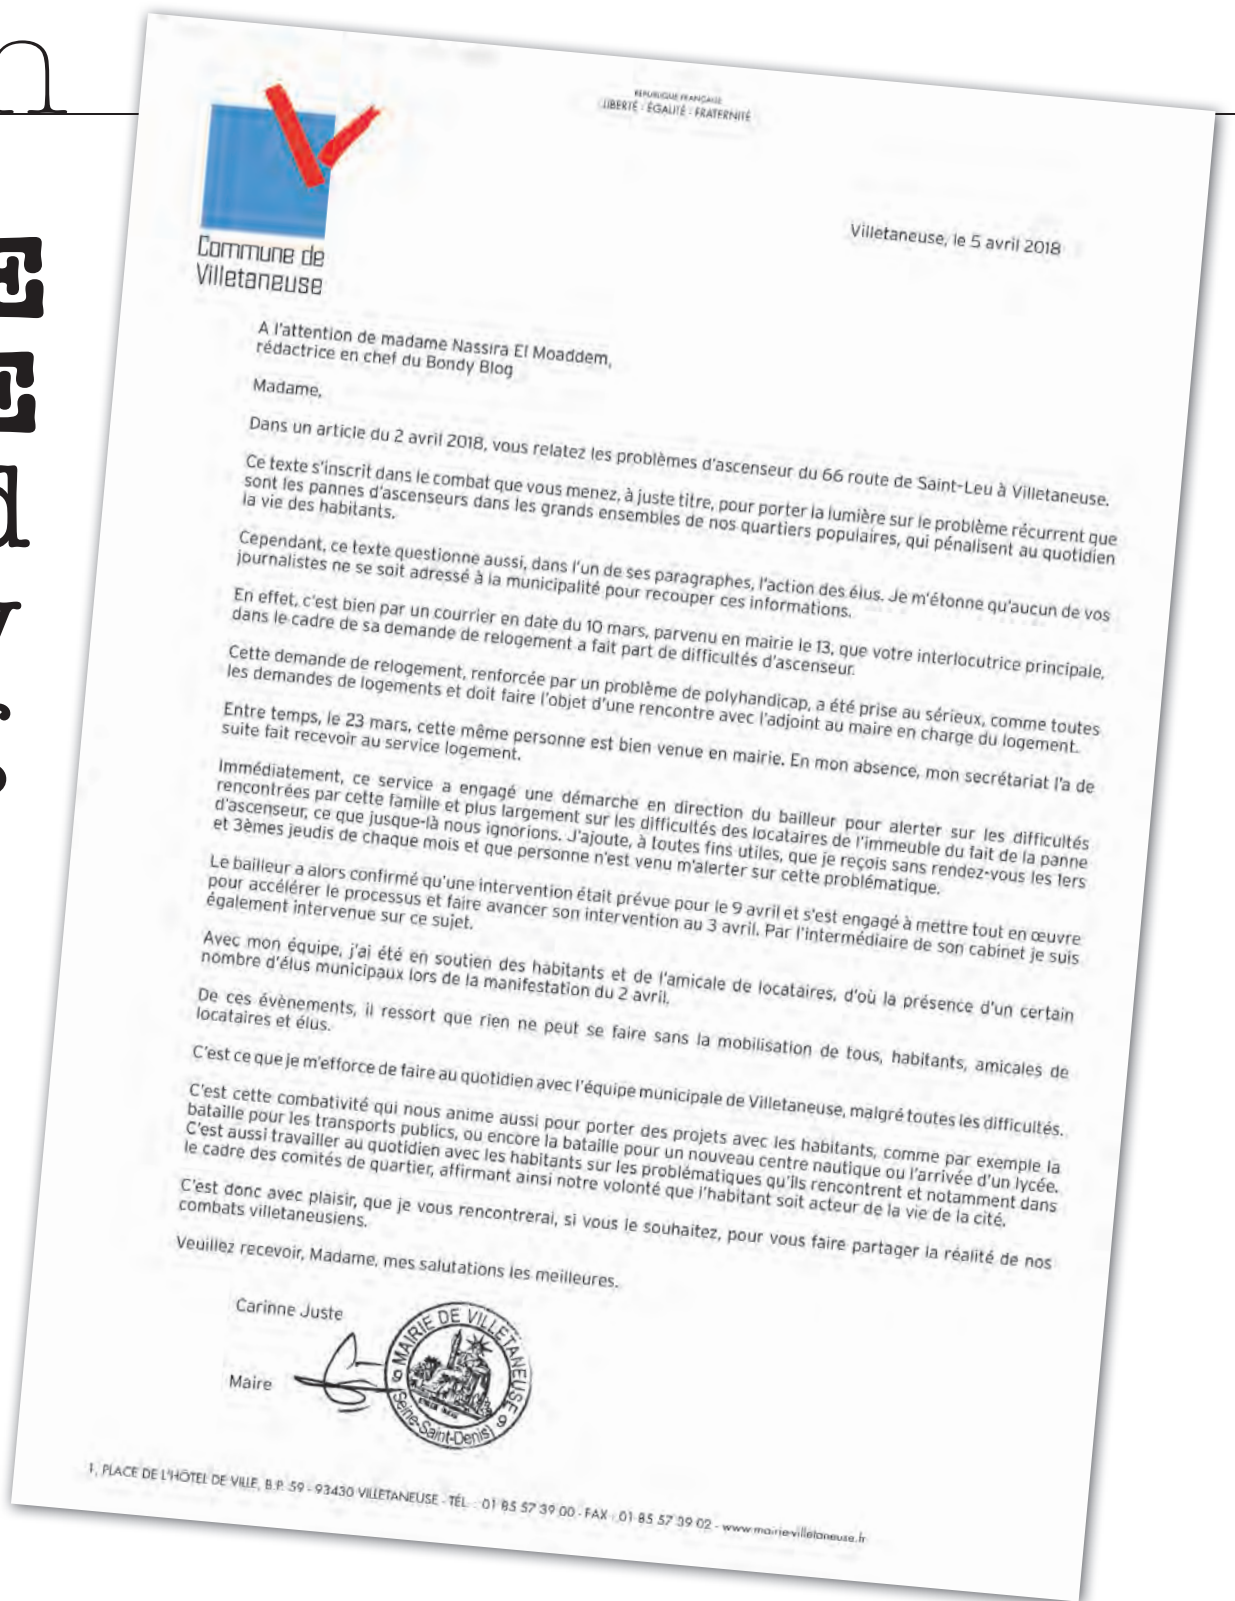 RÉPUBLIQUE FRANÇAISE
LIBERTÉ - ÉGALITÉ - FRATERNITÉ
Commune de
Villetaneuse
Villetaneuse, le 5 avril 2018
A l'attention de madame Nassira El Moaddem,
rédactrice en chef du Bondy Blog
Madame,
Dans un article du 2 avril 2018, vous relatez les problèmes d'ascenseur du 66 route de Saint-Leu à Villetaneuse.
Ce texte s'inscrit dans le combat que vous menez, à juste titre, pour porter la lumière sur le problème récurrent que
sont les pannes d'ascenseurs dans les grands ensembles de nos quartiers populaires, qui pénalisent au quotidien
la vie des habitants.
Cependant, ce texte questionne aussi, dans l'un de ses paragraphes, l'action des élus. Je m'étonne qu'aucun de vos
journalistes ne se soit adressé à la municipalité pour recouper ces informations.
En effet, c'est bien par un courrier en date du 10 mars, parvenu en mairie le 13, que votre interlocutrice principale,
dans le cadre de sa demande de relogement a fait part de difficultés d'ascenseur.
Cette demande de relogement, renforcée par un problème de polyhandicap, a été prise au sérieux, comme toutes
les demandes de logements et doit faire l'objet d'une rencontre avec l'adjoint au maire en charge du logement.
Entre temps, le 23 mars, cette même personne est bien venue en mairie. En mon absence, mon secrétariat l'a de
suite fait recevoir au service logement.
Immédiatement, ce service a engagé une démarche en direction du bailleur pour alerter sur les difficultés
rencontrées par cette famille et plus largement sur les difficultés des locataires de l'immeuble du fait de la panne
d'ascenseur, ce que jusque-là nous ignorions. J'ajoute, à toutes fins utiles, que je reçois sans rendez-vous les 1ers
et 3èmes jeudis de chaque mois et que personne n'est venu m'alerter sur cette problématique.
Le bailleur a alors confirmé qu'une intervention était prévue pour le 9 avril et s'est engagé à mettre tout en œuvre
pour accélérer le processus et faire avancer son intervention au 3 avril. Par l'intermédiaire de son cabinet je suis
également intervenue sur ce sujet.
Avec mon équipe, j'ai été en soutien des habitants et de l'amicale de locataires, d'où la présence d'un certain
nombre d'élus municipaux lors de la manifestation du 2 avril.
De ces évènements, il ressort que rien ne peut se faire sans la mobilisation de tous, habitants, amicales de
locataires et élus.
C'est ce que je m'efforce de faire au quotidien avec l'équipe municipale de Villetaneuse, malgré toutes les difficultés.
C'est cette combativité qui nous anime aussi pour porter des projets avec les habitants, comme par exemple la
bataille pour les transports publics, ou encore la bataille pour un nouveau centre nautique ou l'arrivée d'un lycée.
C'est aussi travailler au quotidien avec les habitants sur les problématiques qu'ils rencontrent et notamment dans
le cadre des comités de quartier, affirmant ainsi notre volonté que l'habitant soit acteur de la vie de la cité.
C'est donc avec plaisir, que je vous rencontrerai, si vous le souhaitez, pour vous faire partager la réalité de nos
combats villetaneusiens.
Veuillez recevoir, Madame, mes salutations les meilleures.
Carinne Juste
Maire
MAIRIE DE VILLETANEUSE
(Seine-Saint-Denis)
1, PLACE DE L'HÔTEL DE VILLE, B.P. 59 - 93430 VILLETANEUSE - TÉL. : 01 85 57 39 00 - FAX : 01 85 57 39 02 - www.mairie-villetaneuse.fr